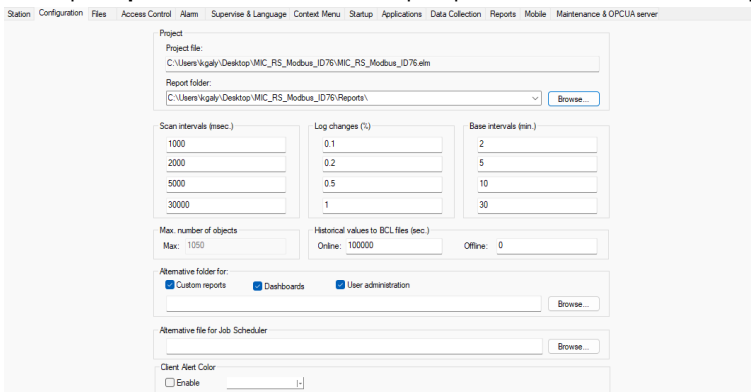 Station Configuration Files Access Control Alarm Supervise & Language Context Menu Startup Applications Data Collection Reports Mobile Maintenance & OPCUA server
Project
Project file:
C:\Users\kgaly\Desktop\MIC_RS_Modbus_ID76\MIC_RS_Modbus_ID76.elm
Report folder:
C:\Users\kgaly\Desktop\MIC_RS_Modbus_ID76\Reports\ Browse...
Scan intervals (msec.) Log changes (%) Base intervals (min.)
1000 0.1 2
2000 0.2 5
5000 0.5 10
30000 1 30
Max. number of objects Historical values to BCL files (sec.)
Max: 1050 Online: 100000 Offline: 0
Alternative folder for:
Custom reports Dashboards User administration
Browse...
Alternative file for Job Scheduler
Browse...
Client Alert Color
Enable